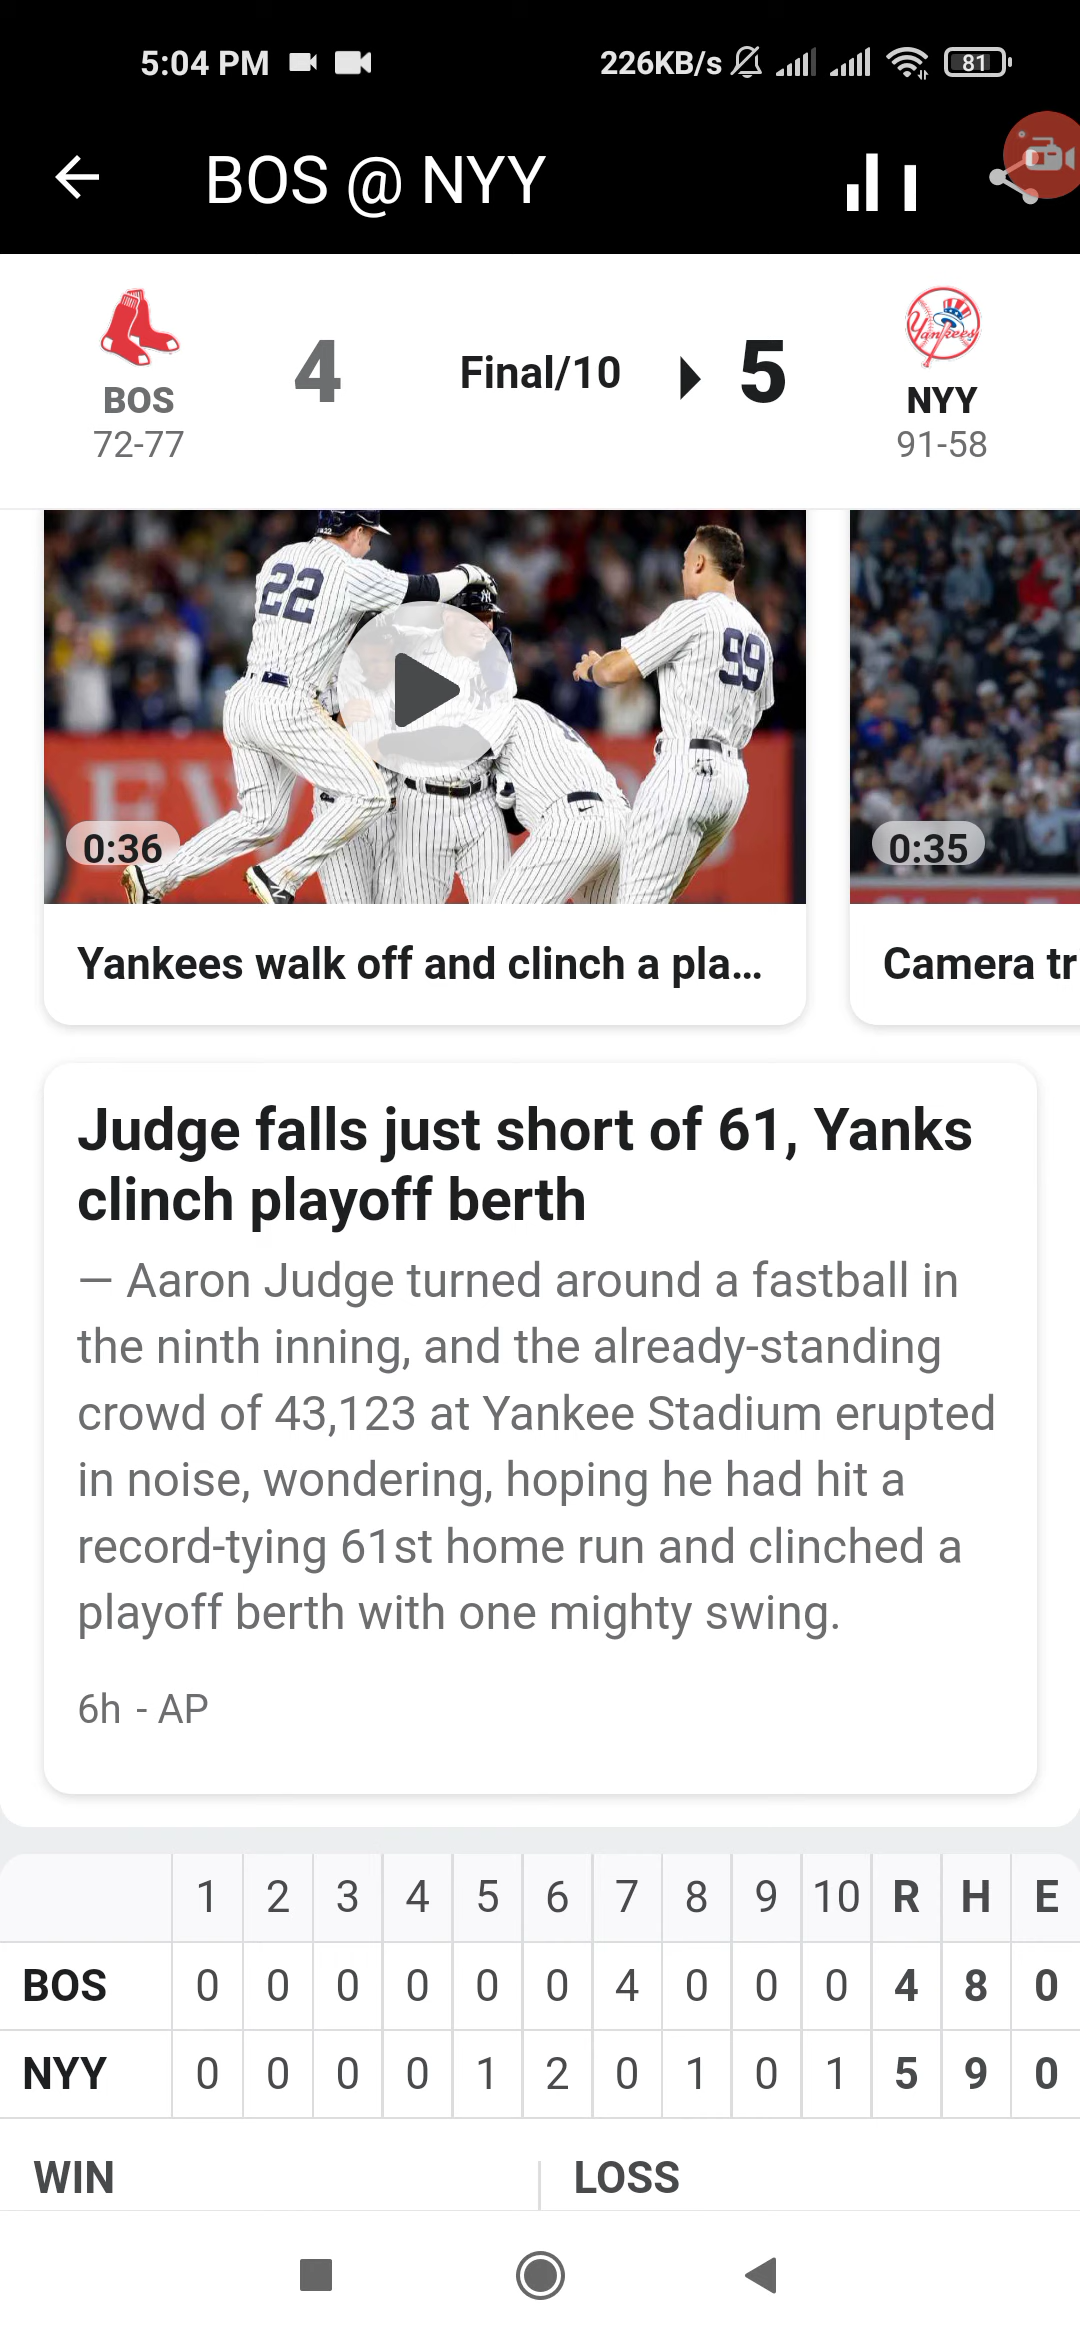 5:04 PM 226KB/s 81
BOS @ NYY
4 Final/10 5
BOS NYY
72-77 91-58
22
99
0:36 0:35
Yankees walk off and clinch a pla... Camera tr
Judge falls just short of 61, Yanks
clinch playoff berth
— Aaron Judge turned around a fastball in
the ninth inning, and the already-standing
crowd of 43,123 at Yankee Stadium erupted
in noise, wondering, hoping he had hit a
record-tying 61st home run and clinched a
playoff berth with one mighty swing.
6h - AP
1 2 3 4 5 6 7 8 9 10 R H E
BOS 0 0 0 0 0 0 4 0 0 0 4 8 0
NYY 0 0 0 0 1 2 0 1 0 1 5 9 0
WIN LOSS